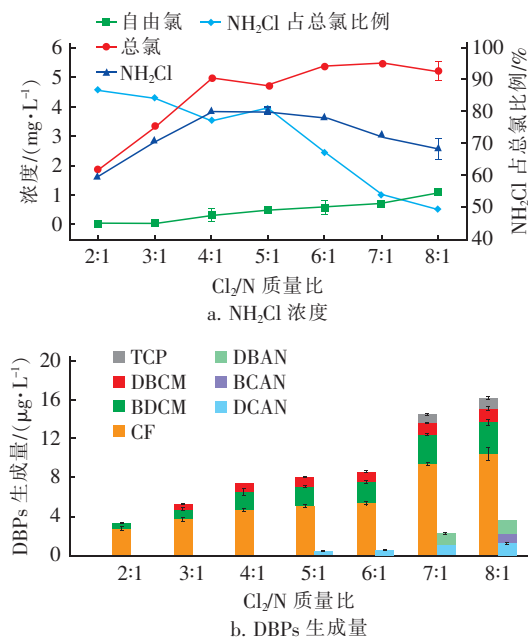 自由氯 NH₂Cl 占总氯比例
总氯
NH₂Cl
浓度/(mg·L⁻¹)
6
5
4
3
2
1
0
100
90
80
70
60
50
40
NH₂Cl 占总氯比例/%
2:1 3:1 4:1 5:1 6:1 7:1 8:1
Cl₂/N 质量比
a. NH₂Cl 浓度
DBPs 生成量/(μg·L⁻¹)
20
16
12
8
4
0
TCP DBAN
DBCM BCAN
BDCM DCAN
CF
2:1 3:1 4:1 5:1 6:1 7:1 8:1
Cl₂/N 质量比
b. DBPs 生成量